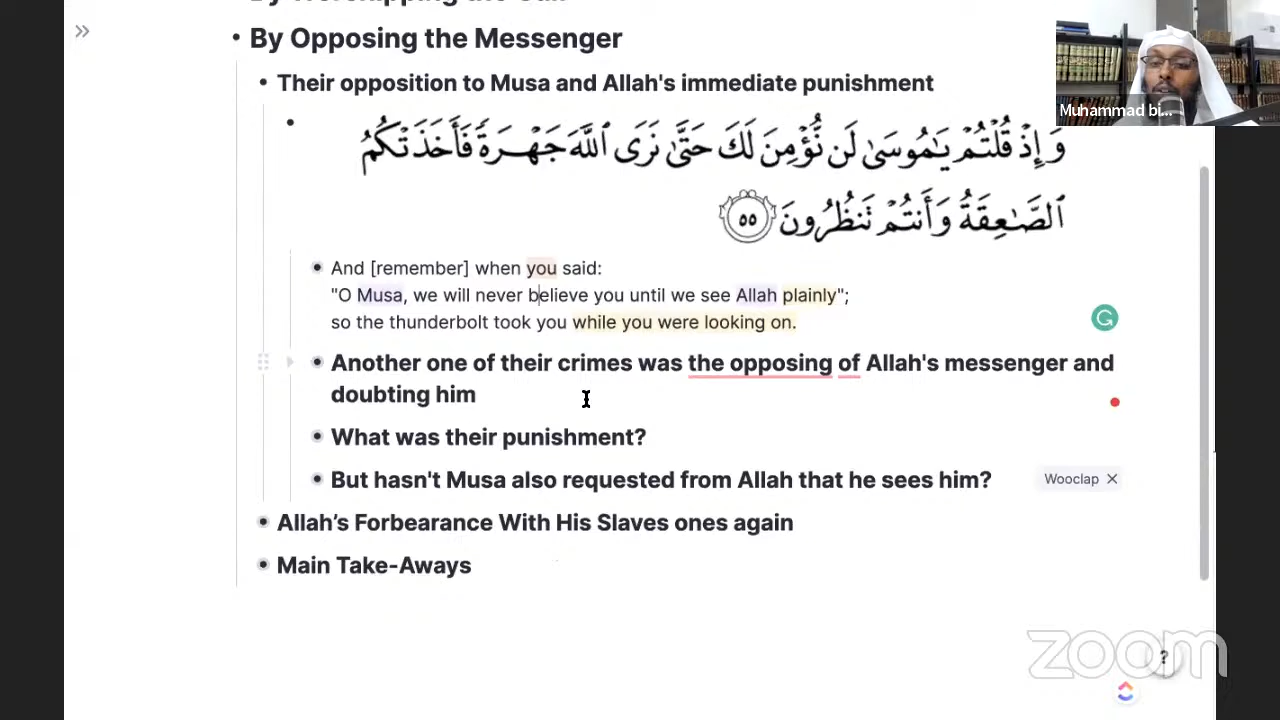 By Worshipping the Calf
By Opposing the Messenger
Muhammad bi...
Their opposition to Musa and Allah's immediate punishment
وَإِذْ قُلْتُمْ يَٰمُوسَىٰ لَن نُّؤْمِنَ لَكَ حَتَّىٰ نَرَى ٱللَّهَ جَهْرَةً فَأَخَذَتْكُمُ
ٱلصَّٰعِقَةُ وَأَنتُمْ تَنظُرُونَ ٥٥
And [remember] when you said:
"O Musa, we will never believe you until we see Allah plainly";
so the thunderbolt took you while you were looking on.
Another one of their crimes was the opposing of Allah's messenger and
doubting him
What was their punishment?
But hasn't Musa also requested from Allah that he sees him?
Wooclap
Allah’s Forbearance With His Slaves ones again
Main Take-Aways
zoom
?